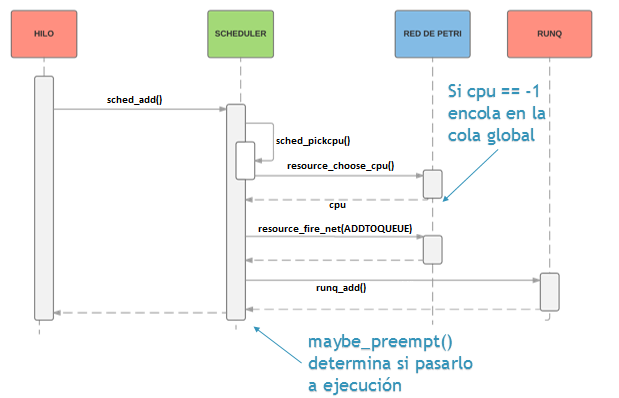 HILO
SCHEDULER
RED DE PETRI
RUNQ
Si cpu == -1
encola en la
cola global
sched_add()
sched_pickcpu()
resource_choose_cpu()
cpu
resource_fire_net(ADDTOQUEUE)
runq_add()
maybe_preempt()
determina si pasarlo
a ejecución